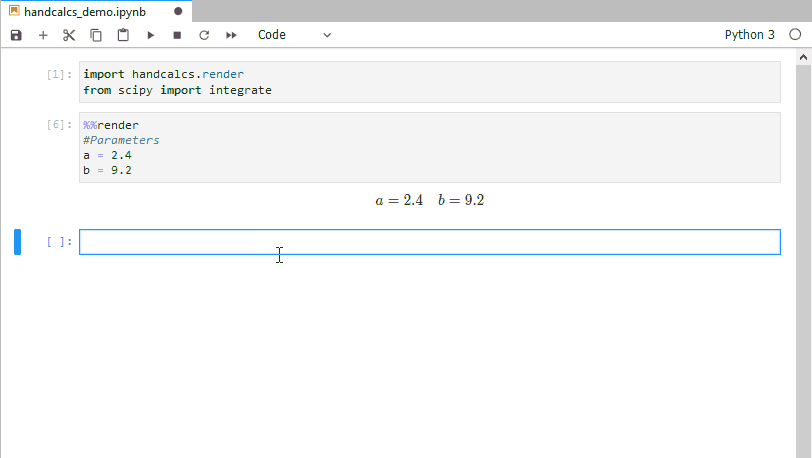 handcalcs_demo.ipynb
Code
Python 3
[1]:
import handcalcs.render
from scipy import integrate
[6]:
%%render
#Parameters
a = 2.4
b = 9.2
a = 2.4 b = 9.2
[ ]: